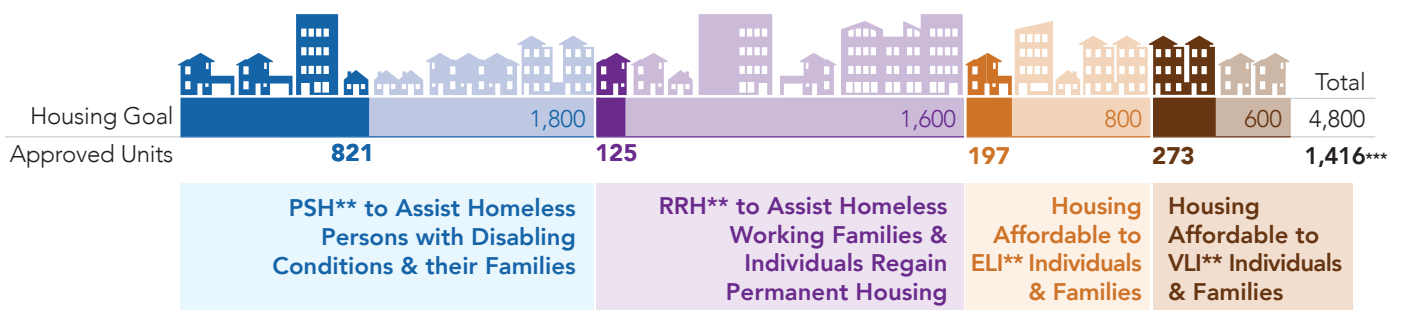 Total
Housing Goal 1,800 1,600 800 600 4,800
Approved Units 821 125 197 273 1,416***
PSH** to Assist Homeless
Persons with Disabling
Conditions & their Families
RRH** to Assist Homeless
Working Families &
Individuals Regain
Permanent Housing
Housing
Affordable to
ELI** Individuals
& Families
Housing
Affordable to
VLI** Individuals
& Families